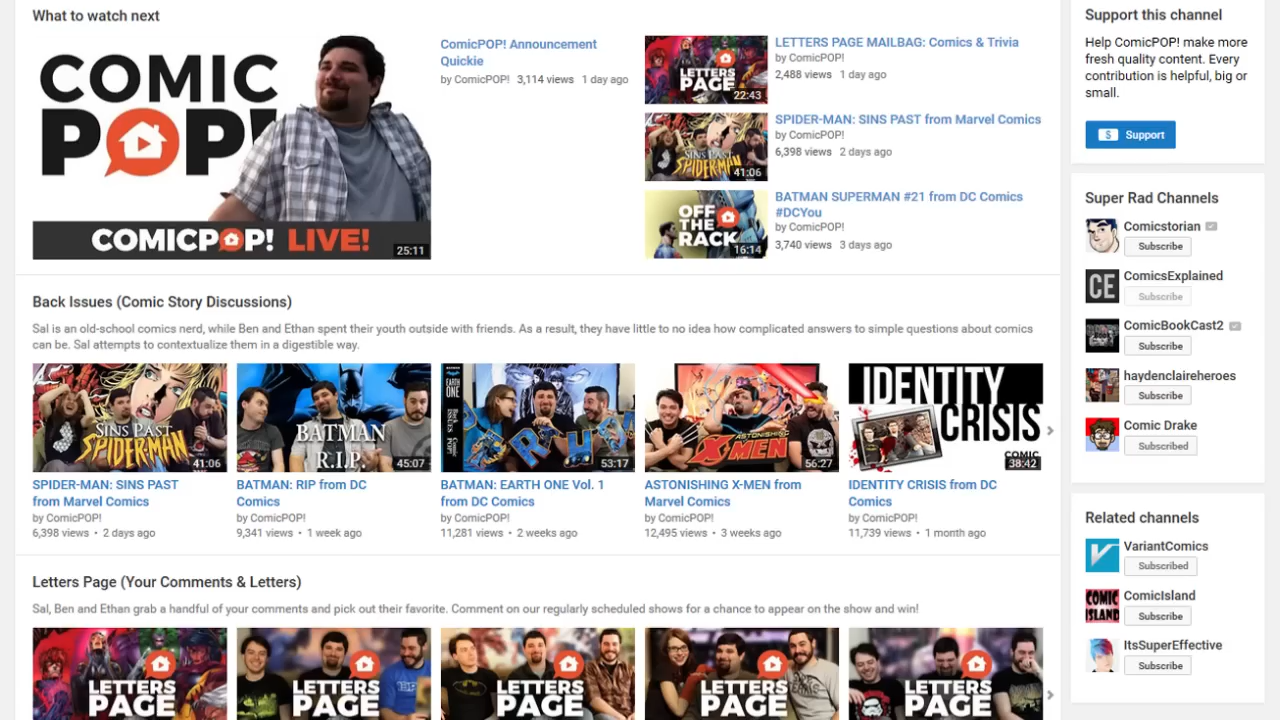 What to watch next
COMIC
POP!
COMICPOP! LIVE!
25:11
ComicPOP! Announcement
Quickie
by ComicPOP! 3,114 views 1 day ago
LETTERS
PAGE
22:43
LETTERS PAGE MAILBAG: Comics & Trivia
by ComicPOP!
2,488 views 1 day ago
SINS PAST
SPIDER-MAN
41:06
SPIDER-MAN: SINS PAST from Marvel Comics
by ComicPOP!
6,398 views 2 days ago
OFF
THE
RACK
16:14
BATMAN SUPERMAN #21 from DC Comics
#DCYou
by ComicPOP!
3,740 views 3 days ago
Back Issues (Comic Story Discussions)
Sal is an old-school comics nerd, while Ben and Ethan spent their youth outside with friends. As a result, they have little to no idea how complicated answers to simple questions about comics
can be. Sal attempts to contextualize them in a digestible way.
SINS PAST
SPIDER-MAN
41:06
SPIDER-MAN: SINS PAST
from Marvel Comics
by ComicPOP!
6,398 views • 2 days ago
BATMAN
R.I.P.
45:07
BATMAN: RIP from DC
Comics
by ComicPOP!
9,341 views • 1 week ago
EARTH
ONE
Back
ISSUES
Comic
POP!
53:17
BATMAN: EARTH ONE Vol. 1
from DC Comics
by ComicPOP!
11,281 views • 2 weeks ago
ASTONISHING
X-MEN
56:27
ASTONISHING X-MEN from
Marvel Comics
by ComicPOP!
12,495 views • 3 weeks ago
IDENTITY
CRISIS
COMIC
38:42
IDENTITY CRISIS from DC
Comics
by ComicPOP!
11,739 views • 1 month ago
Letters Page (Your Comments & Letters)
Sal, Ben and Ethan grab a handful of your comments and pick out their favorite. Comment on our regularly scheduled shows for a chance to appear on the show and win!
LETTERS
PAGE
LETTERS
PAGE
LETTERS
PAGE
LETTERS
PAGE
LETTERS
PAGE
Support this channel
Help ComicPOP! make more
fresh quality content. Every
contribution is helpful, big or
small.
$ Support
Super Rad Channels
Comicstorian
Subscribe
CE
ComicsExplained
Subscribe
ComicBookCast2
Subscribe
haydenclaireheroes
Subscribe
Comic Drake
Subscribed
Related channels
VariantComics
Subscribed
COMIC
ISLAND
ComicIsland
Subscribe
ItsSuperEffective
Subscribe